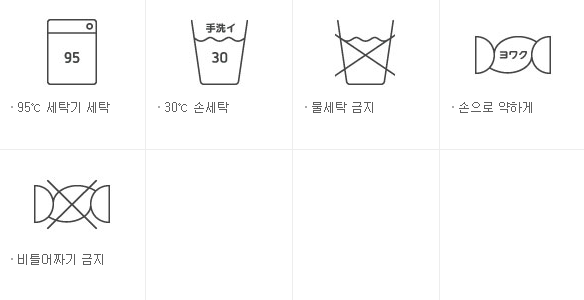 95
手洗イ
30
ヨワク
· 95℃ 세탁기 세탁
· 30℃ 손세탁
· 물세탁 금지
· 손으로 약하게
· 비틀어짜기 금지